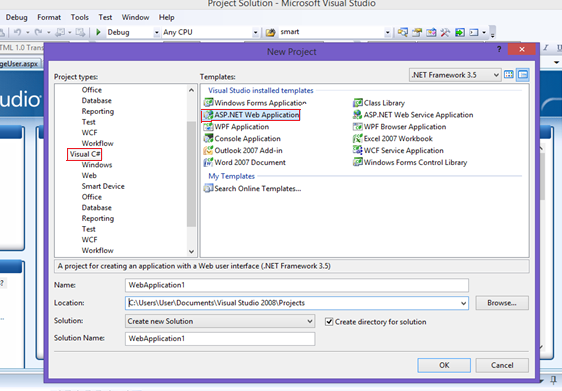 Project Solution - Microsoft Visual Studio
Debug Format Tools Test Window Help
Debug Any CPU smart
HTML 1.0 Trans
geUser.aspx
New Project
Project types:
Templates:
.NET Framework 3.5
Office
Database
Reporting
Test
WCF
Workflow
Visual C#
Windows
Web
Smart Device
Office
Database
Reporting
Test
WCF
Workflow
Visual Studio installed templates
Windows Forms Application
Class Library
ASP.NET Web Application
ASP.NET Web Service Application
WPF Application
WPF Browser Application
Console Application
Excel 2007 Workbook
Outlook 2007 Add-in
WCF Service Application
Word 2007 Document
Windows Forms Control Library
My Templates
Search Online Templates...
A project for creating an application with a Web user interface (.NET Framework 3.5)
Name: WebApplication1
Location: C:\Users\User\Documents\Visual Studio 2008\Projects
Browse...
Solution: Create new Solution
Create directory for solution
Solution Name: WebApplication1
OK Cancel